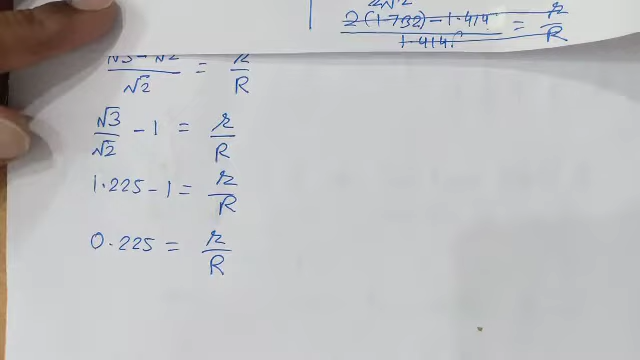 2(1.732) - 1.414 / 1.414 = r/R
√3 - √2 / √2 = r/R
√3/√2 - 1 = r/R
1.225 - 1 = r/R
0.225 = r/R